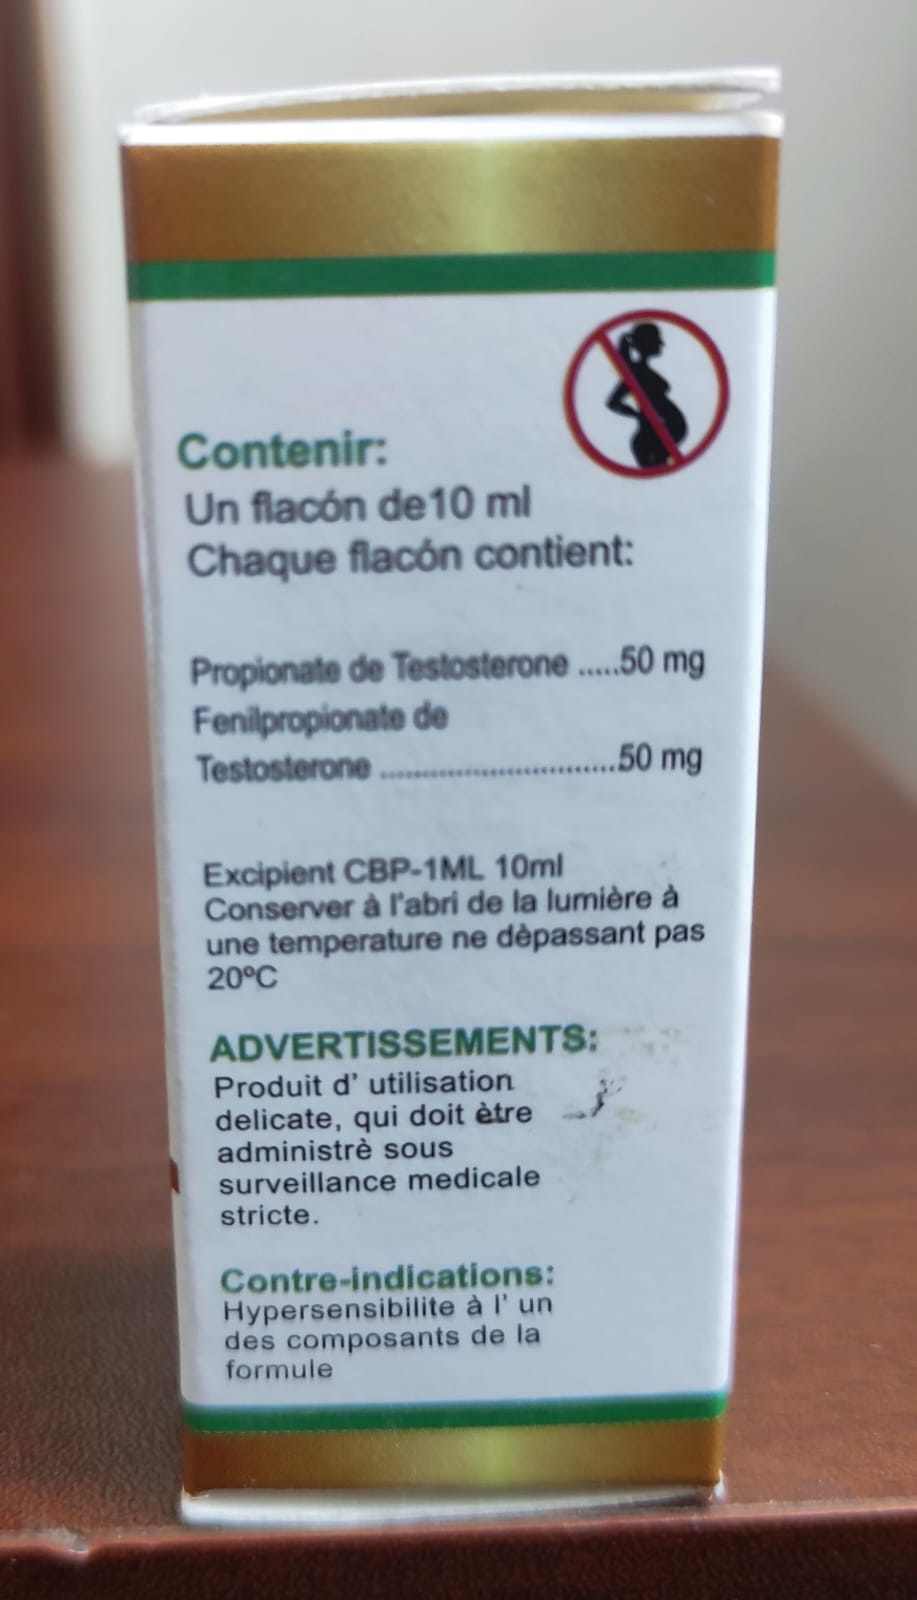 Contenir:
Un flacón de10 ml
Chaque flacón contient:
Propionate de Testosterone .....50 mg
Fenilpropionate de
Testosterone ............................50 mg
Excipient CBP-1ML 10ml
Conserver à l'abri de la lumière à
une temperature ne dèpassant pas
20ºC
ADVERTISSEMENTS:
Produit d' utilisation
delicate, qui doit ètre
administrè sous
surveillance medicale
stricte.
Contre-indications:
Hypersensibilite à l' un
des composants de la
formule